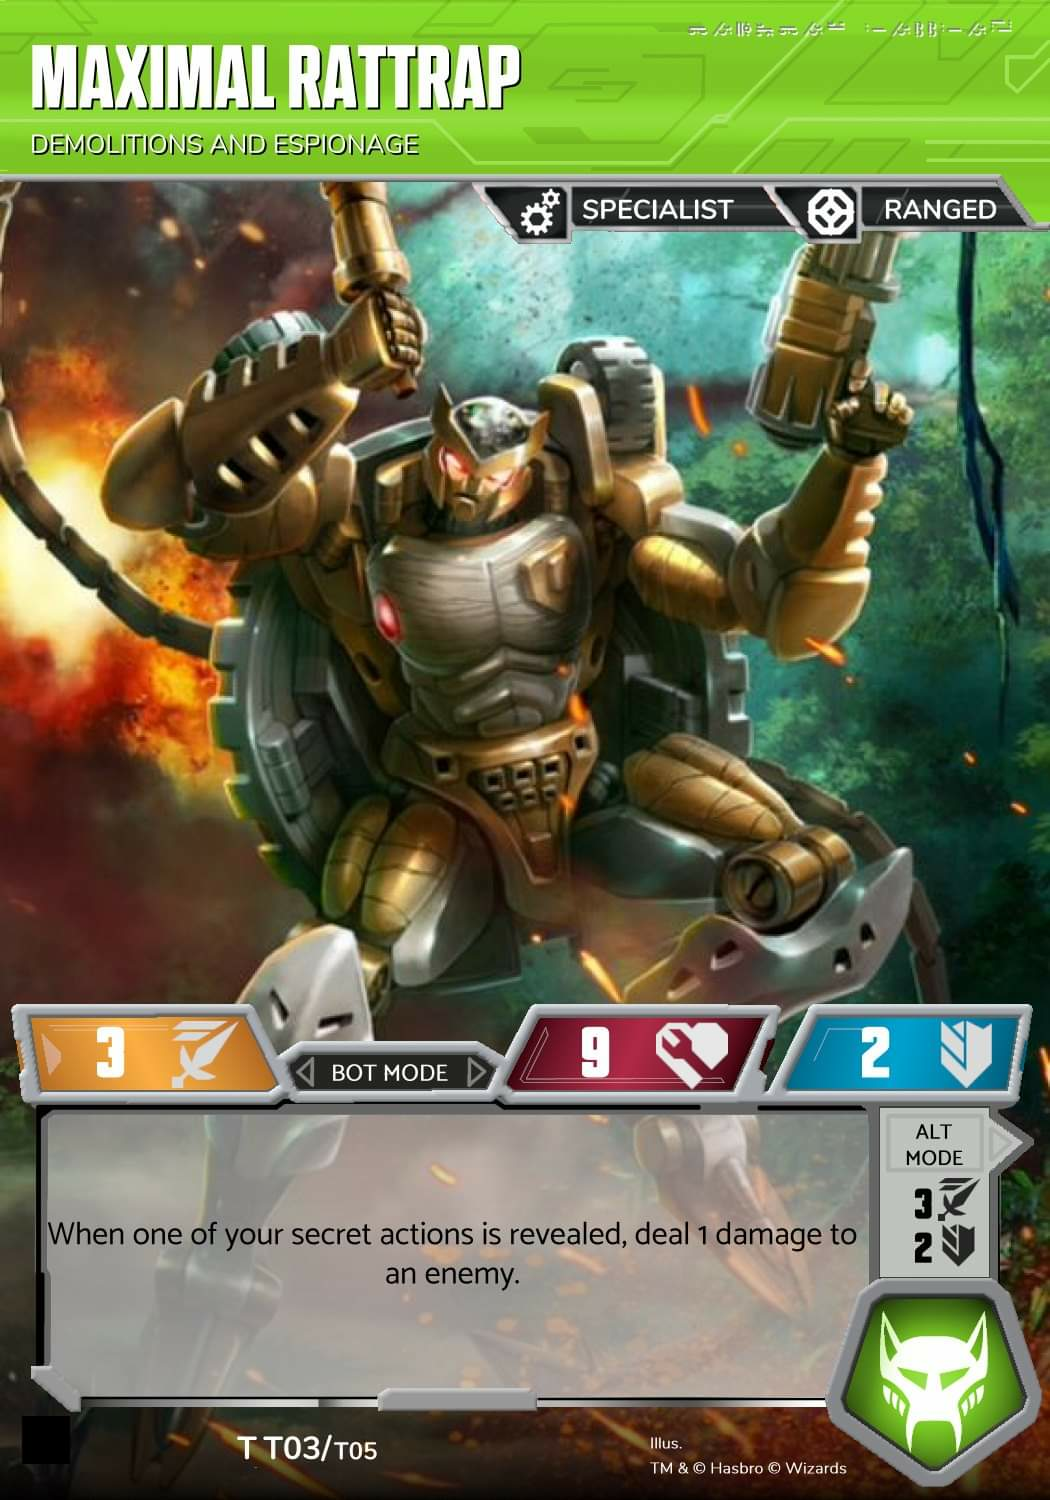 MAXIMAL RATTRAP
DEMOLITIONS AND ESPIONAGE
SPECIALIST
RANGED
3
BOT MODE
9
2
ALT
MODE
3
2
When one of your secret actions is revealed, deal 1 damage to
an enemy.
T T03/T05
Illus.
TM & © Hasbro © Wizards